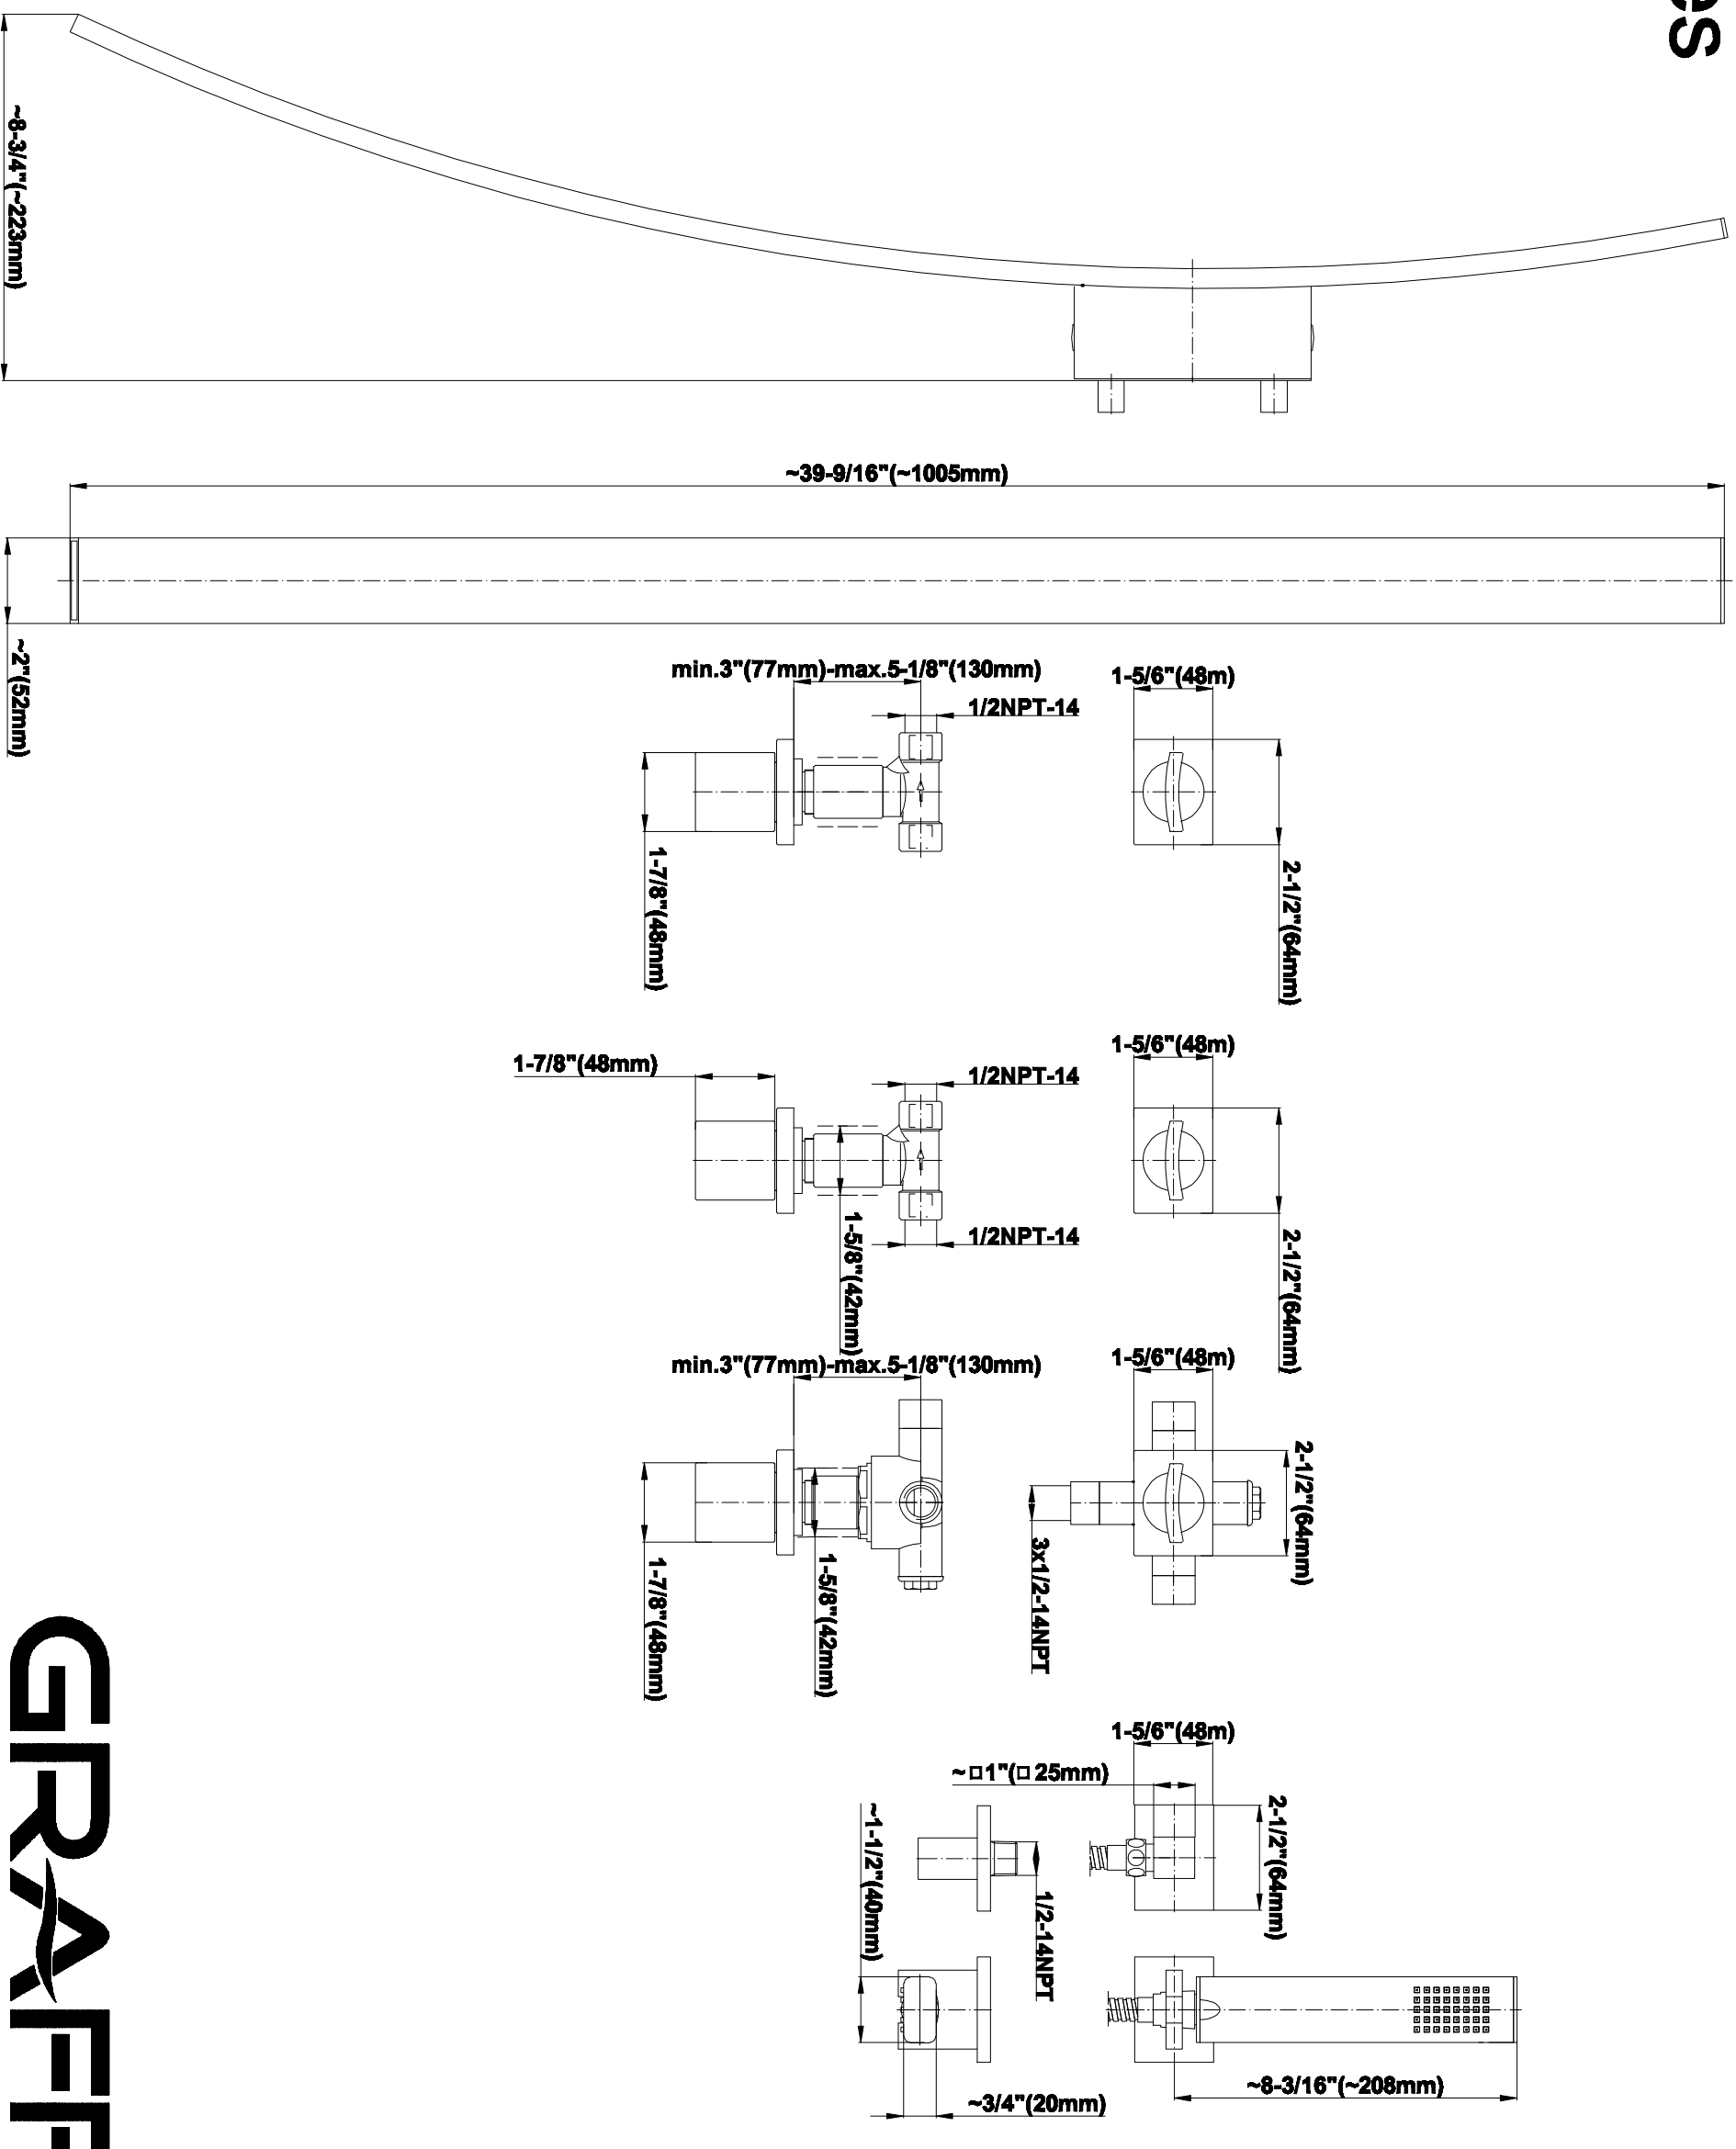 es
~8-3/4"(~223mm)
~39-9/16"(~1005mm)
~2"(52mm)
min.3"(77mm)-max.5-1/8"(130mm)
1-5/6"(48m)
1/2NPT-14
2-1/2"(64mm)
1-7/8"(48mm)
1-7/8"(48mm)
1-5/6"(48m)
1/2NPT-14
1/2NPT-14
2-1/2"(64mm)
1-5/8"(42mm)
min.3"(77mm)-max.5-1/8"(130mm)
1-5/6"(48m)
2-1/2"(64mm)
3x1/2-14NPT
1-5/8"(42mm)
1-7/8"(48mm)
1-5/6"(48m)
~□1"(□25mm)
2-1/2"(64mm)
~1-1/2"(40mm)
1/2-14NPT
~8-3/16"(~208mm)
~3/4"(20mm)
GRAFF